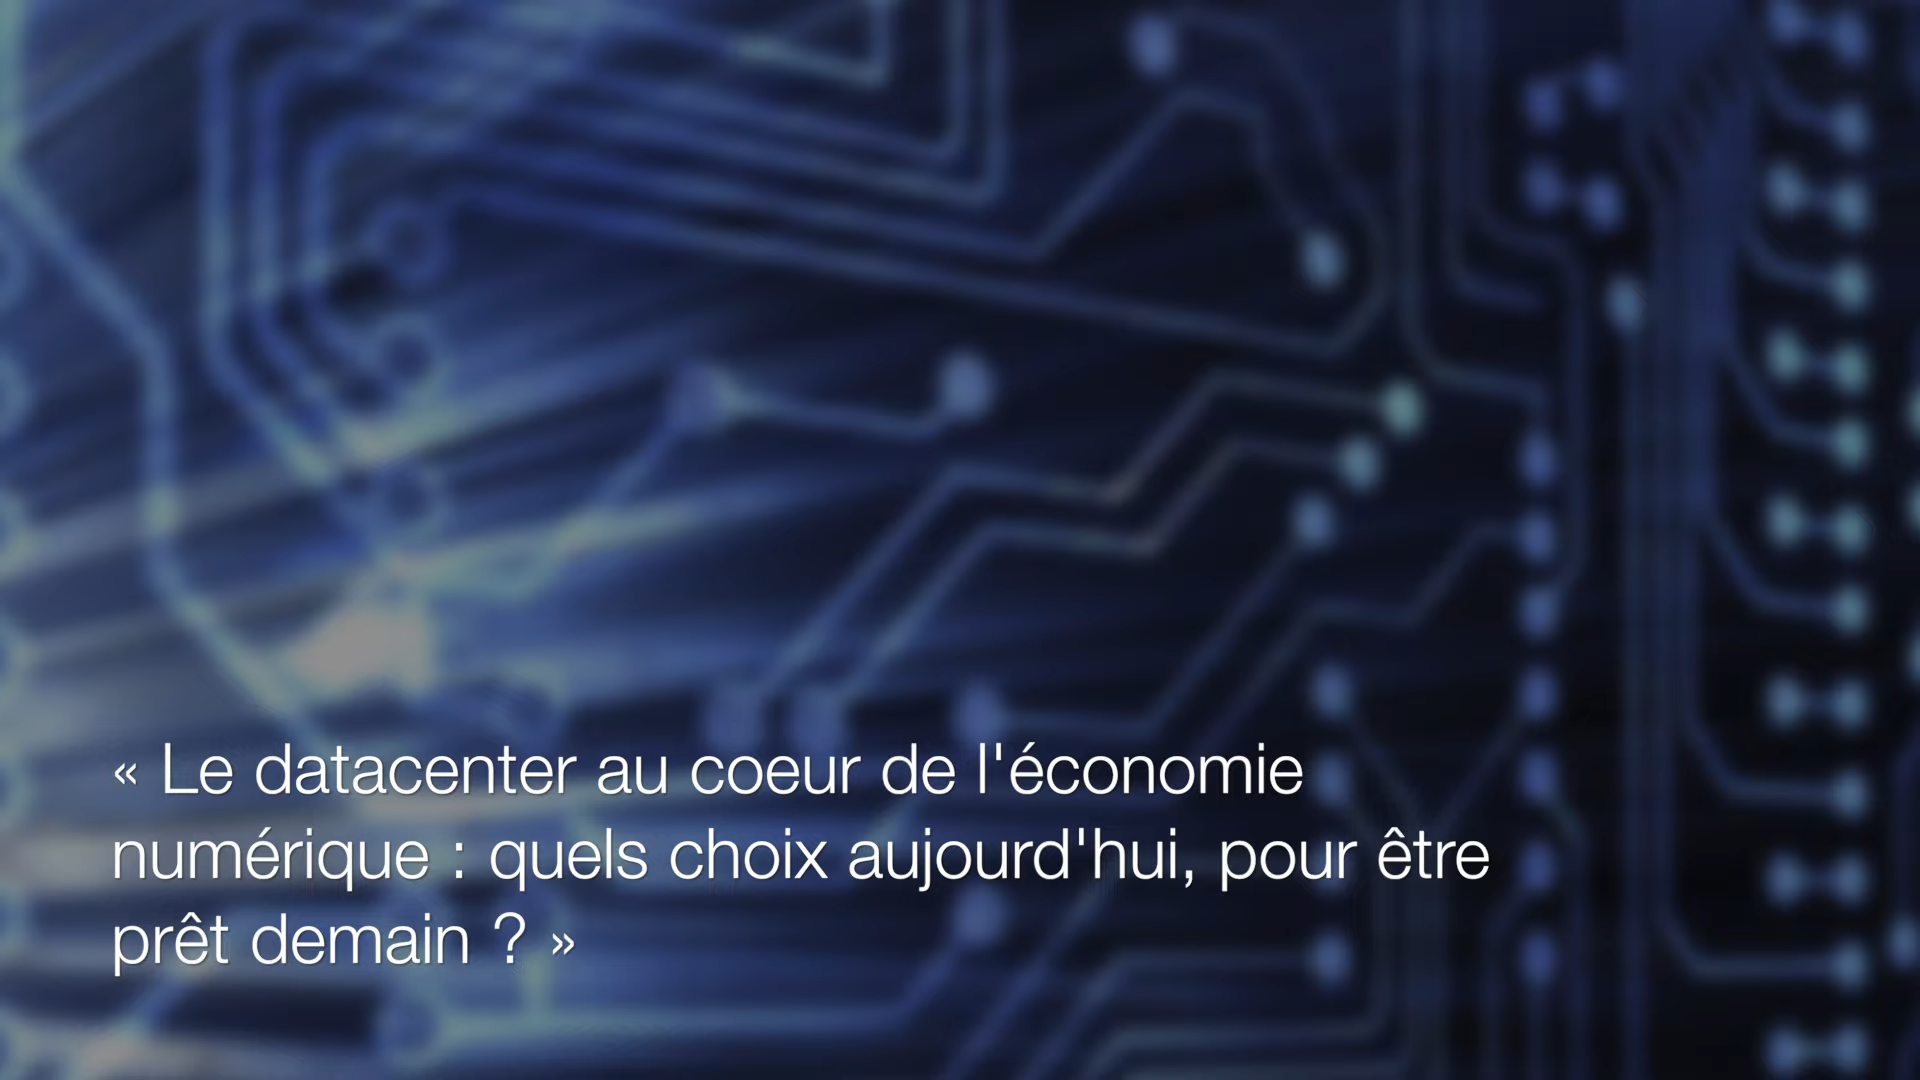 « Le datacenter au coeur de l'économie
numérique : quels choix aujourd'hui, pour être
prêt demain ? »